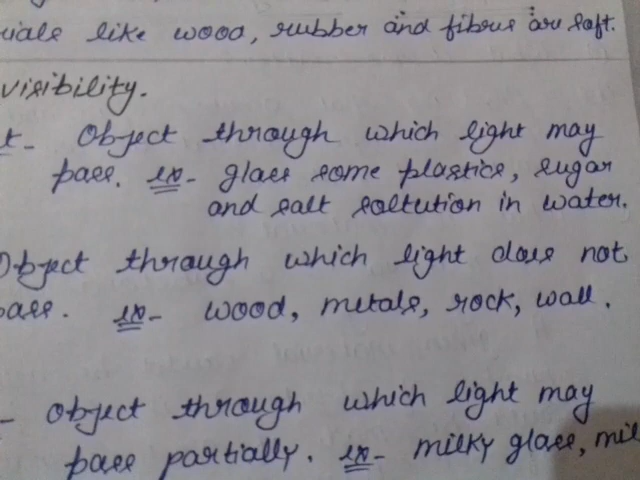 like wood, rubber and fibrus are soft.
visibility.
t - Object through which light may
pass. ex - glass some plastics, sugar
and salt soltution in water.
Object through which light does not
pass. ex - wood, metals, rock, wall.
- Object through which light may
pass partially. ex - milky glass, mil